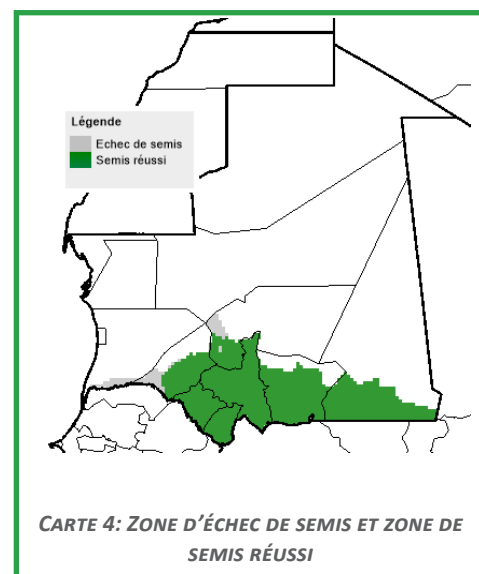 Légende
Echec de semis
Semis réussi
CARTE 4: ZONE D'ÉCHEC DE SEMIS ET ZONE DE
SEMIS RÉUSSI